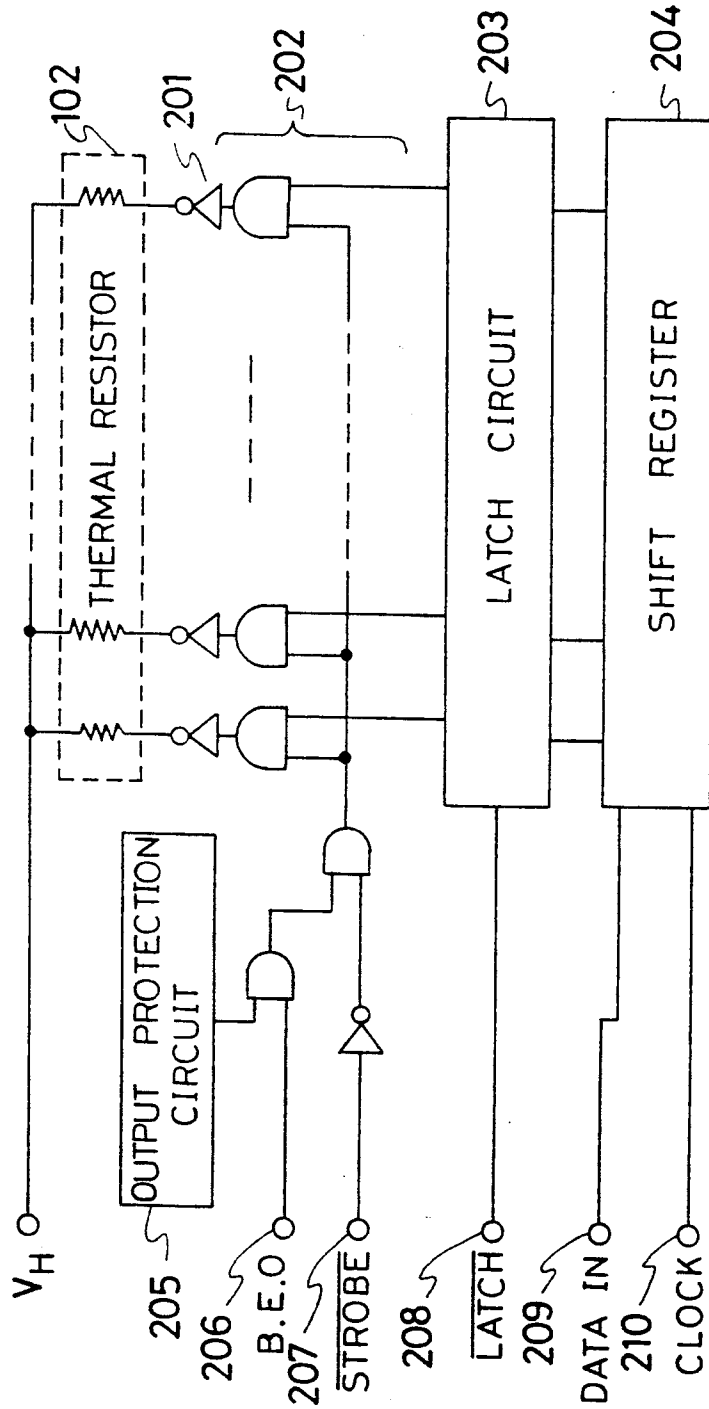 V_H
205
OUTPUT PROTECTION
CIRCUIT
206
B.E.O
207
STROBE
208
LATCH
209
DATA IN
210
CLOCK
THERMAL RESISTOR
102
201
202
LATCH CIRCUIT
203
SHIFT REGISTER
204